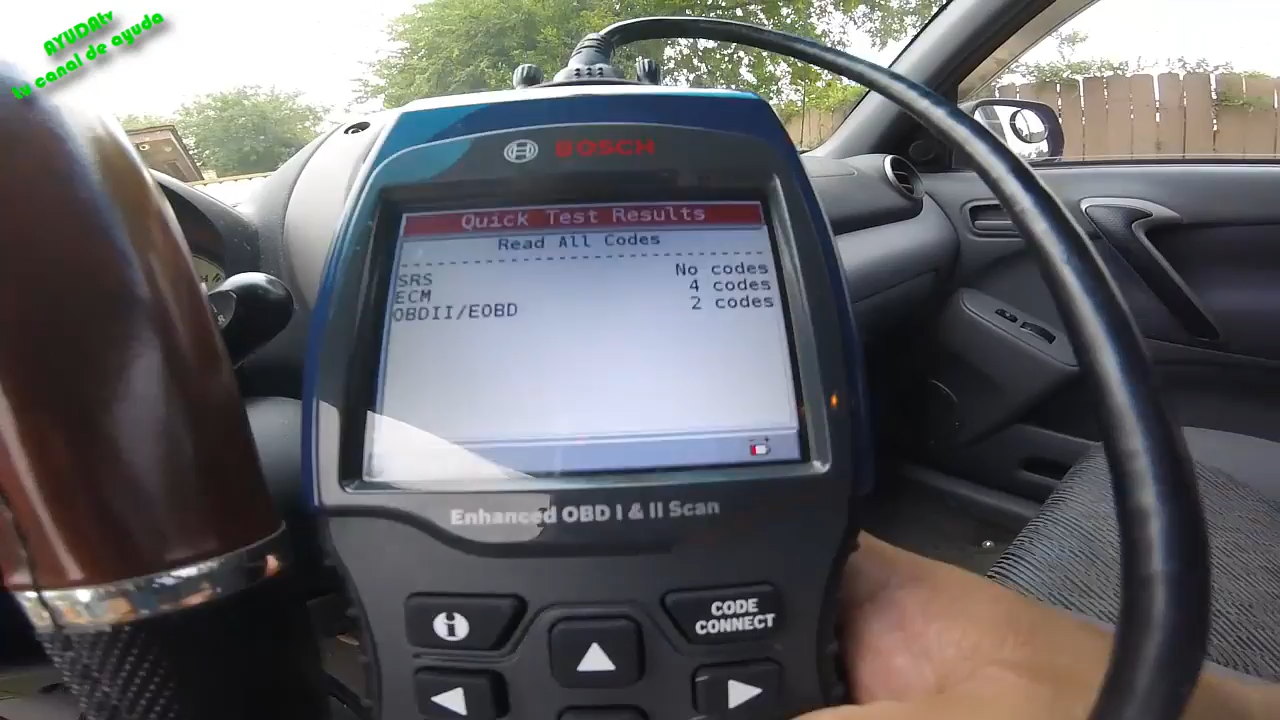 AYUDAtv
tv canal de ayuda
BOSCH
Quick Test Results
Read All Codes
SRS No codes
ECM 4 codes
OBDII/EOBD 2 codes
Enhanced OBD I & II Scan
i
CODE
CONNECT